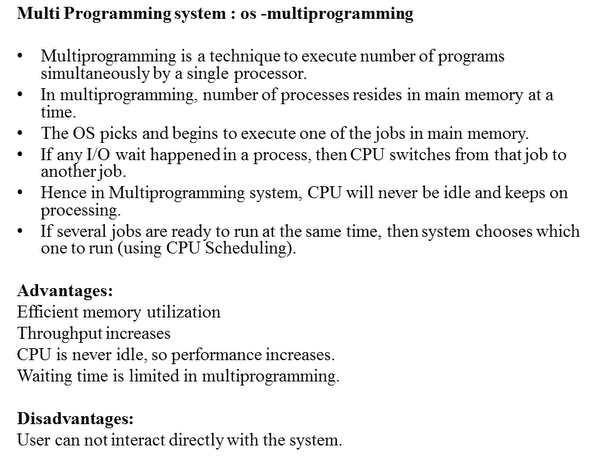 Multi Programming system : os -multiprogramming
• Multiprogramming is a technique to execute number of programs
simultaneously by a single processor.
• In multiprogramming, number of processes resides in main memory at a
time.
• The OS picks and begins to execute one of the jobs in main memory.
• If any I/O wait happened in a process, then CPU switches from that job to
another job.
• Hence in Multiprogramming system, CPU will never be idle and keeps on
processing.
• If several jobs are ready to run at the same time, then system chooses which
one to run (using CPU Scheduling).
Advantages:
Efficient memory utilization
Throughput increases
CPU is never idle, so performance increases.
Waiting time is limited in multiprogramming.
Disadvantages:
User can not interact directly with the system.